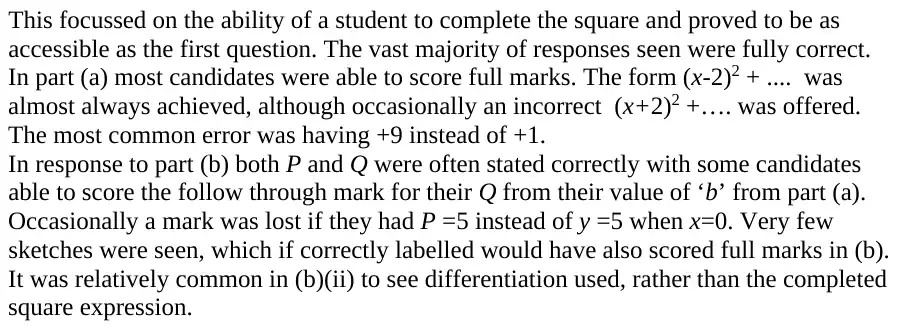 This focussed on the ability of a student to complete the square and proved to be as
accessible as the first question. The vast majority of responses seen were fully correct.
In part (a) most candidates were able to score full marks. The form (x-2)² + .... was
almost always achieved, although occasionally an incorrect (x+2)² +…. was offered.
The most common error was having +9 instead of +1.
In response to part (b) both P and Q were often stated correctly with some candidates
able to score the follow through mark for their Q from their value of ‘b’ from part (a).
Occasionally a mark was lost if they had P =5 instead of y =5 when x=0. Very few
sketches were seen, which if correctly labelled would have also scored full marks in (b).
It was relatively common in (b)(ii) to see differentiation used, rather than the completed
square expression.